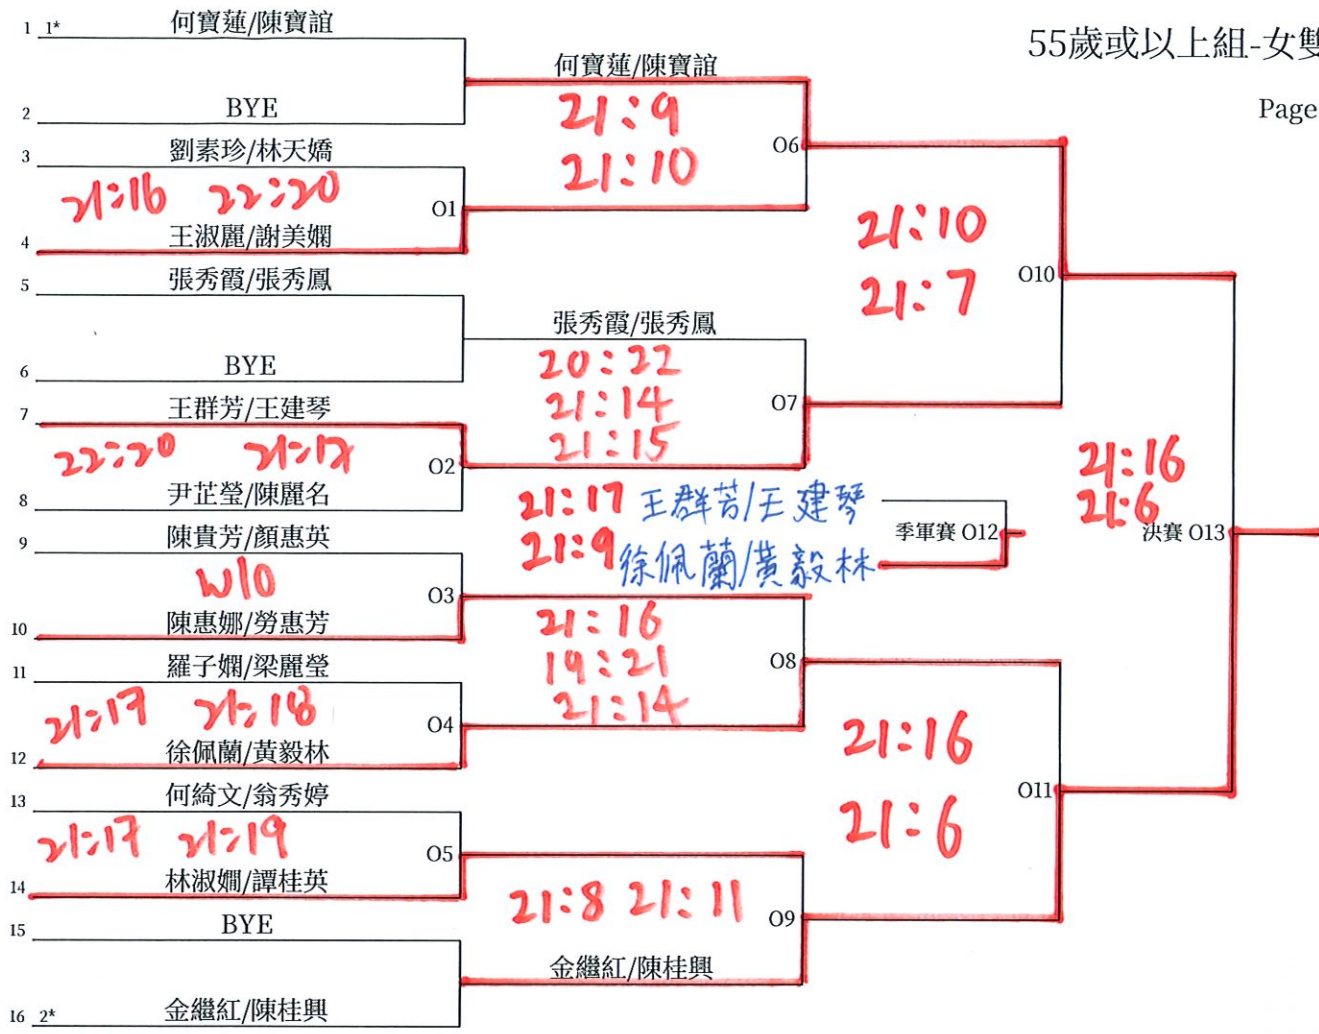 55歲或以上組-女雙
Page
1 1* 何寶蓮/陳寶誼
何寶蓮/陳寶誼
2 BYE
21:9
O6
21:10
3 劉素珍/林天嬌
21:16 22:20
O1
4 王淑麗/謝美嫻
21:10
21:7
O10
5 張秀霞/張秀鳳
張秀霞/張秀鳳
6 BYE
20:22
21:14
21:15
O7
7 王群芳/王建琴
22:20 21:17
O2
8 尹芷瑩/陳麗名
21:17 王群芳/王建琴
21:9 徐佩蘭/黃毅林
季軍賽 O12
21:16
21:6
決賽 O13
9 陳貴芳/顏惠英
W/O
O3
10 陳惠娜/勞惠芳
21:16
19:21
21:14
O8
11 羅子嫻/梁麗瑩
21:17 21:18
O4
12 徐佩蘭/黃毅林
21:16
21:6
O11
13 何綺文/翁秀婷
21:17 21:19
O5
14 林淑嫺/譚桂英
21:8 21:11
O9
15 BYE
金繼紅/陳桂興
16 2* 金繼紅/陳桂興